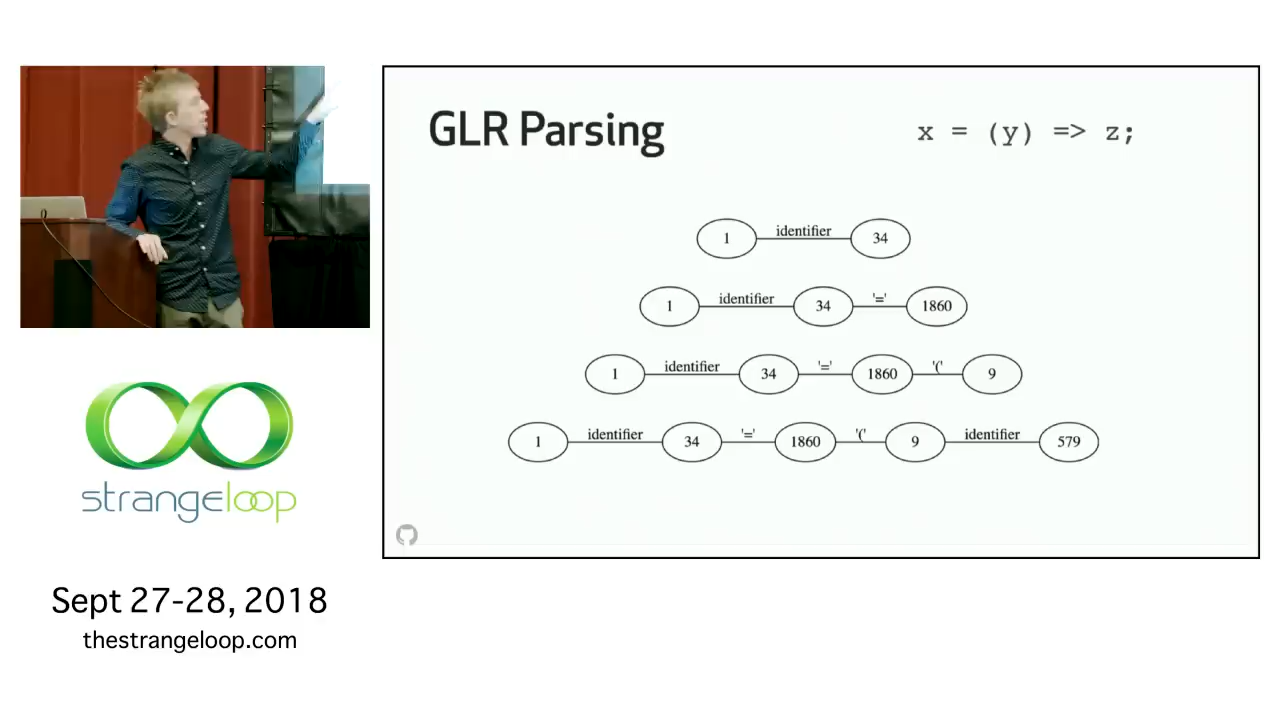 GLR Parsing
x = (y) => z;
1 identifier 34
1 identifier 34 '=' 1860
1 identifier 34 '=' 1860 '(' 9
1 identifier 34 '=' 1860 '(' 9 identifier 579
strangeloop
Sept 27-28, 2018
thestrangeloop.com